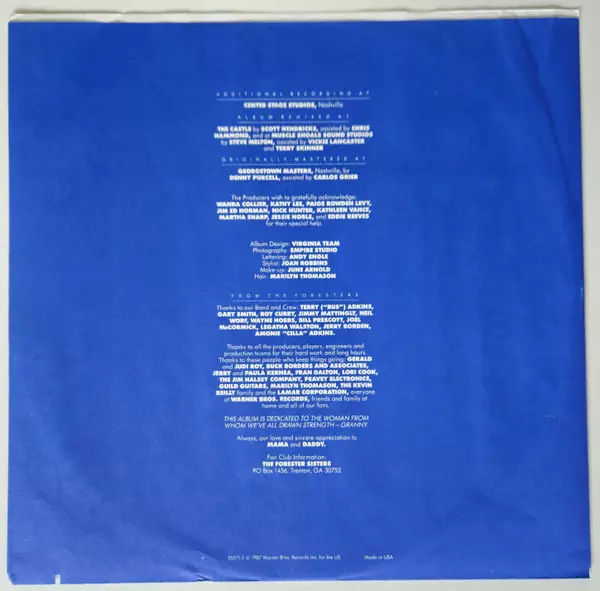 ADDITIONAL RECORDING AT
CENTER STAGE STUDIOS, Nashville
ALBUM REMIXED AT
THE CASTLE by SCOTT HENDRICKS, assisted by CHRIS
HAMMOND, and at MUSCLE SHOALS SOUND STUDIOS
by STEVE MELTON, assisted by VICKIE LANCASTER
and TERRY SKINNER
ORIGINALLY MASTERED AT
GEORGETOWN MASTERS, Nashville, by
DENNY PURCELL, assisted by CARLOS GRIER
The Producers wish to gratefully acknowledge:
WANDA COLLIER, KATHY LEE, PAIGE ROWDEN LEVY,
JIM ED NORMAN, NICK HUNTER, KATHLEEN VANCE,
MARTHA SHARP, JESSIE NOBLE, and EDDIE REEVES
for their special help.
Album Design: VIRGINIA TEAM
Photography: EMPIRE STUDIO
Lettering: ANDY ENGLE
Stylist: JOAN ROBBINS
Make-up: JUNE ARNOLD
Hair: MARILYN THOMASON
FROM THE FORESTERS
Thanks to our Band and Crew: TERRY ("BUS") ADKINS,
GARY SMITH, ROY CURRY, JIMMY MATTINGLY, NEIL
WORF, WAYNE HOBBS, BILL PRESCOTT, JOEL
McCORMICK, LEGATHA WALSTON, JERRY BORDEN,
AMONIE "CILLA" ADKINS.
Thanks to all the producers, players, engineers and
production teams for their hard work and long hours.
Thanks to these people who keep things going: GERALD
and JUDI ROY, BUCK BORDERS AND ASSOCIATES,
JERRY and PAULA KERNEA, FRAN DALTON, LORI COOK,
THE JIM HALSEY COMPANY, PEAVEY ELECTRONICS,
GUILD GUITARS, MARILYN THOMASON, THE KEVIN
REILLY family and the LAMAR CORPORATION, everyone
at WARNER BROS. RECORDS, friends and family at
home and all of our fans.
THIS ALBUM IS DEDICATED TO THE WOMAN FROM
WHOM WE'VE ALL DRAWN STRENGTH—GRANNY.
Always, our love and sincere appreciation to
MAMA and DADDY.
Fan Club Information:
THE FORESTER SISTERS
PO Box 1456, Trenton, GA 30752
25571-1 © 1987 Warner Bros. Records Inc. for the US Made in USA